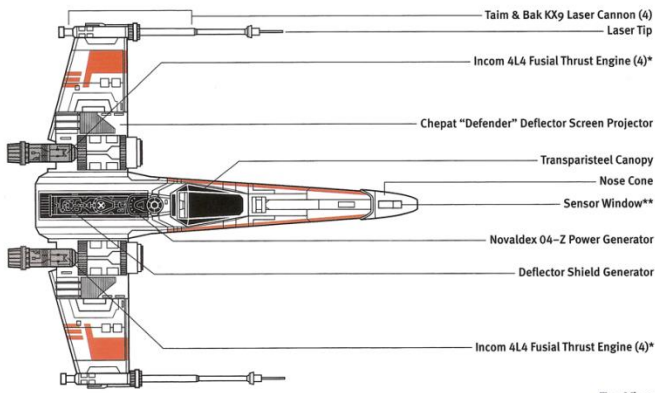 Taim & Bak KX9 Laser Cannon (4)
Laser Tip
Incom 4L4 Fusial Thrust Engine (4)*
Chepat “Defender” Deflector Screen Projector
Transparisteel Canopy
Nose Cone
Sensor Window**
Novaldex 04–Z Power Generator
Deflector Shield Generator
Incom 4L4 Fusial Thrust Engine (4)*